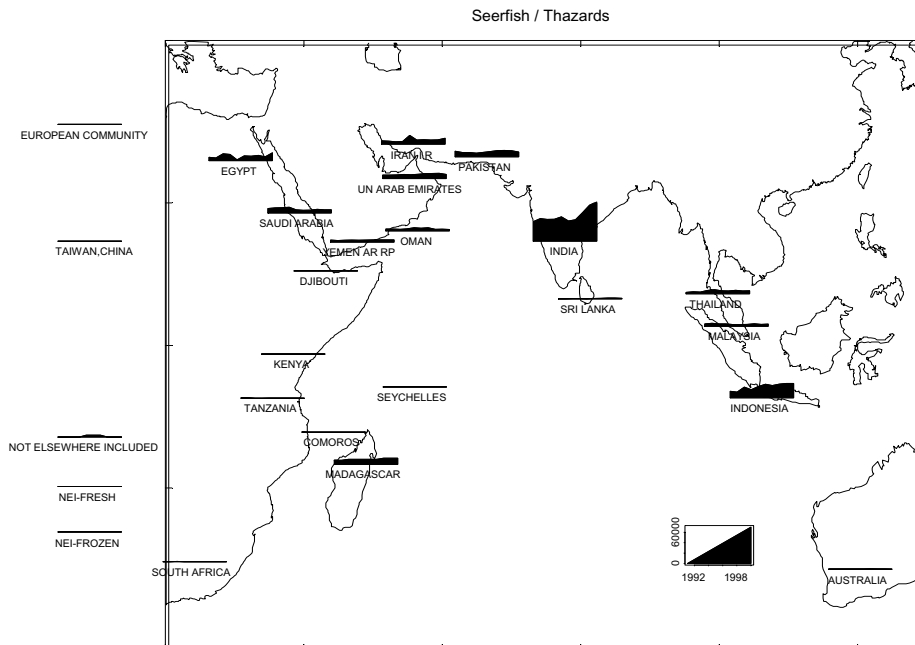 Seerfish / Thazards
EUROPEAN COMMUNITY
IRAN I.R
PAKISTAN
EGYPT
UN ARAB EMIRATES
SAUDI ARABIA
OMAN
TAIWAN,CHINA
YEMEN AR RP
INDIA
DJIBOUTI
THAILAND
SRI LANKA
MALAYSIA
KENYA
SEYCHELLES
TANZANIA
INDONESIA
COMOROS
NOT ELSEWHERE INCLUDED
MADAGASCAR
NEI-FRESH
NEI-FROZEN
60000
0
1992 1998
SOUTH AFRICA
AUSTRALIA